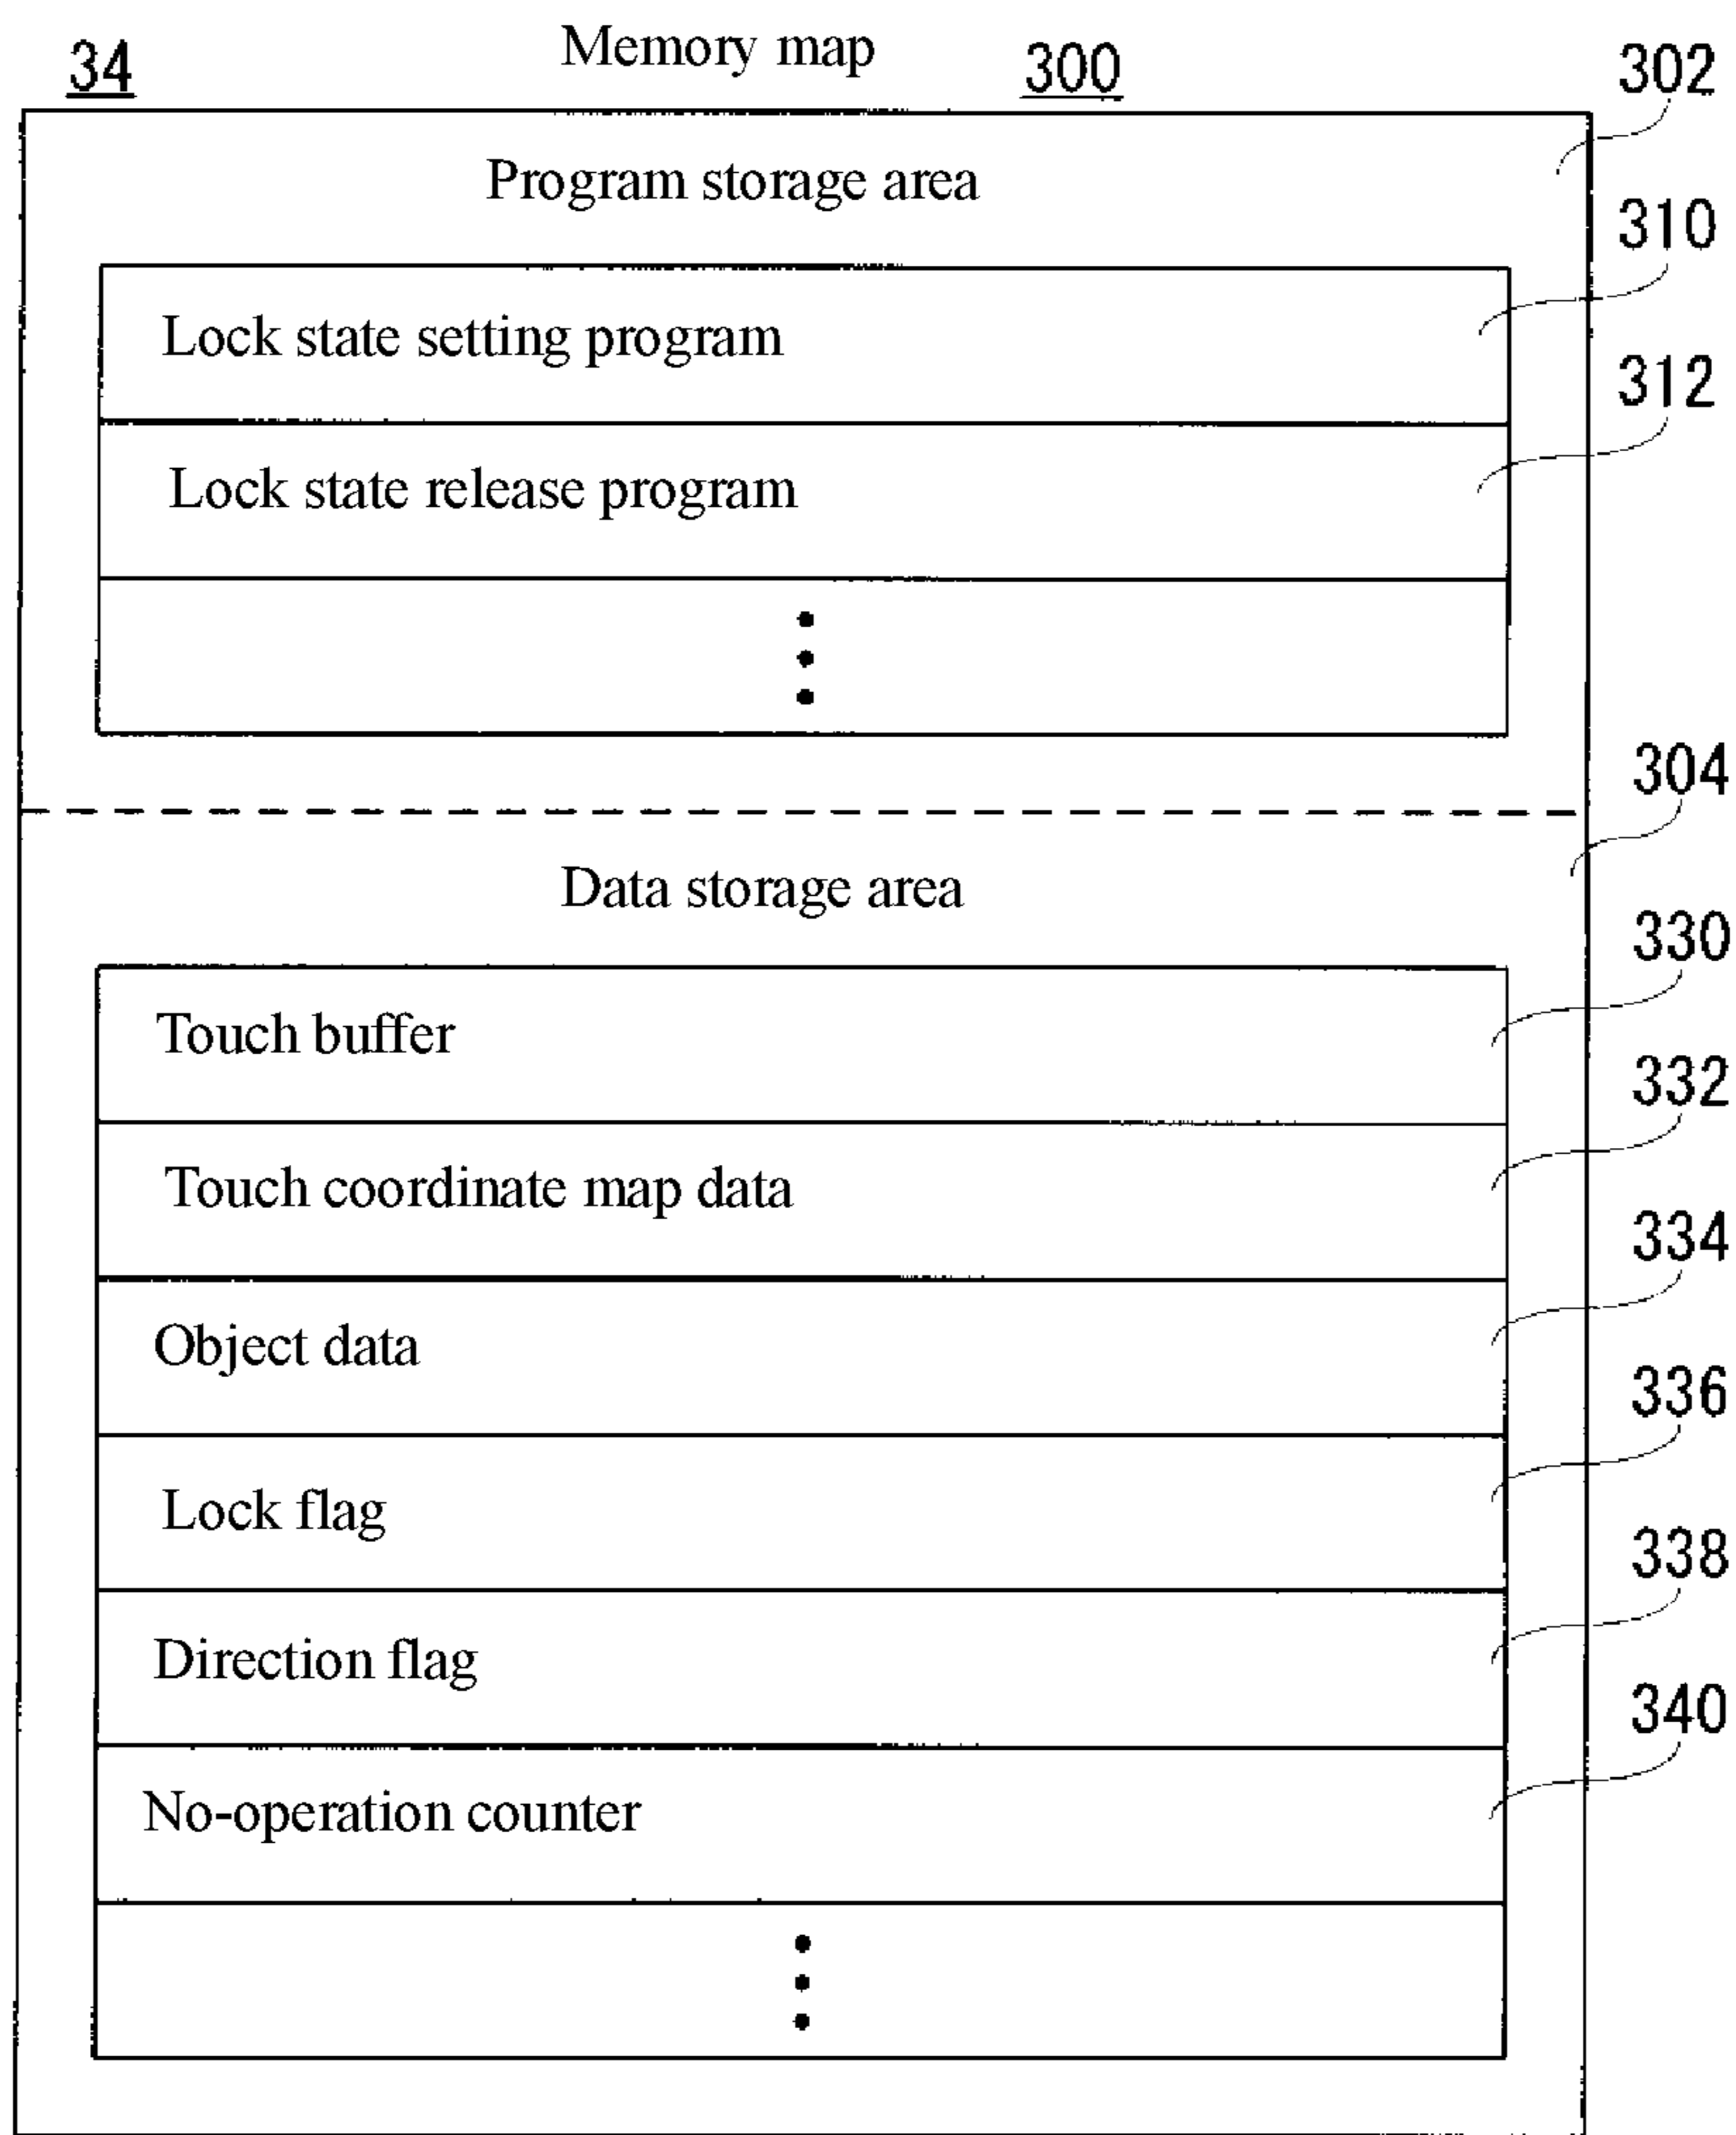 34 Memory map 300
302
Program storage area
310
Lock state setting program
312
Lock state release program
304
Data storage area
330
Touch buffer
332
Touch coordinate map data
334
Object data
336
Lock flag
338
Direction flag
340
No-operation counter